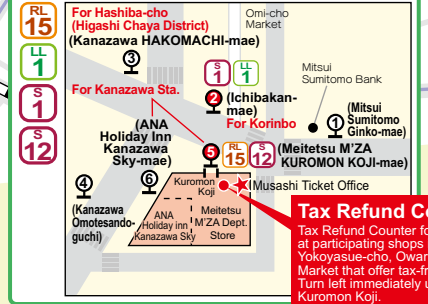 RL
15
LL
1
S
1
S
12
For Hashiba-cho
(Higashi Chaya District)
(Kanazawa HAKOMACHI-mae)
3
Omi-cho
Market
S
1
LL
1
For Kanazawa Sta.
2
(Ichibakan-
mae)
For Korinbo
Mitsui
Sumitomo Bank
1
(Mitsui
Sumitomo
Ginko-mae)
(ANA
Holiday Inn
Kanazawa
Sky-mae)
6
5
RL
15
S
12
(Meitetsu M'ZA
KUROMON KOJI-mae)
4
(Kanazawa
Omotesando-
guchi)
Kuromon
Koji
Musashi Ticket Office
ANA
Holiday inn
Kanazawa Sky
Meitetsu
M'ZA Dept.
Store
Tax Refund Co
Tax Refund Counter fo
at participating shops
Yokoyasue-cho, Owar
Market that offer tax-fr
Turn left immediately u
Kuromon Koji.